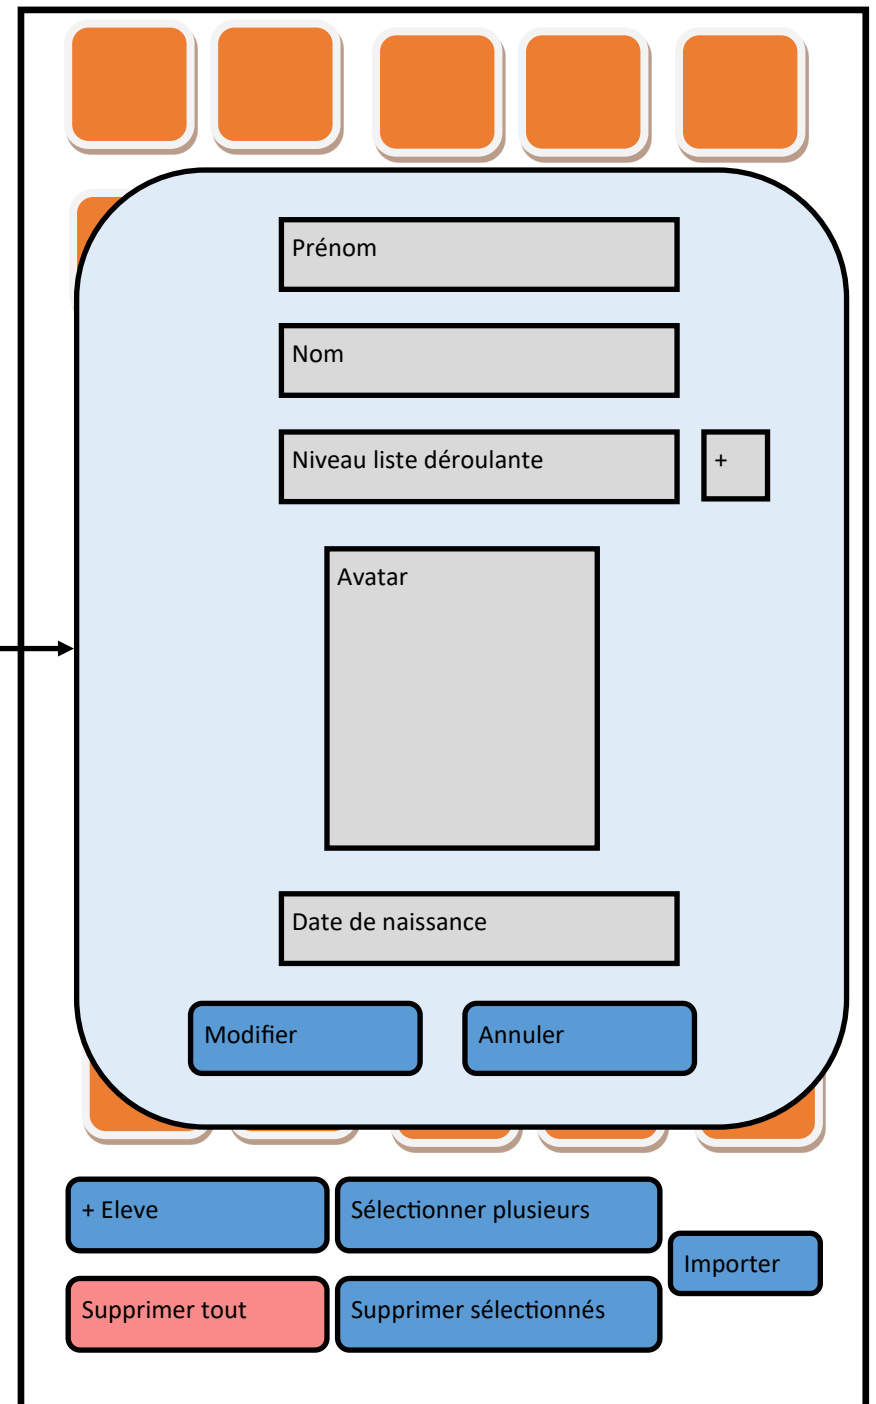 Prénom
Nom
Niveau liste déroulante
+
Avatar
Date de naissance
Modifier
Annuler
+ Eleve
Sélectionner plusieurs
Importer
Supprimer tout
Supprimer sélectionnés